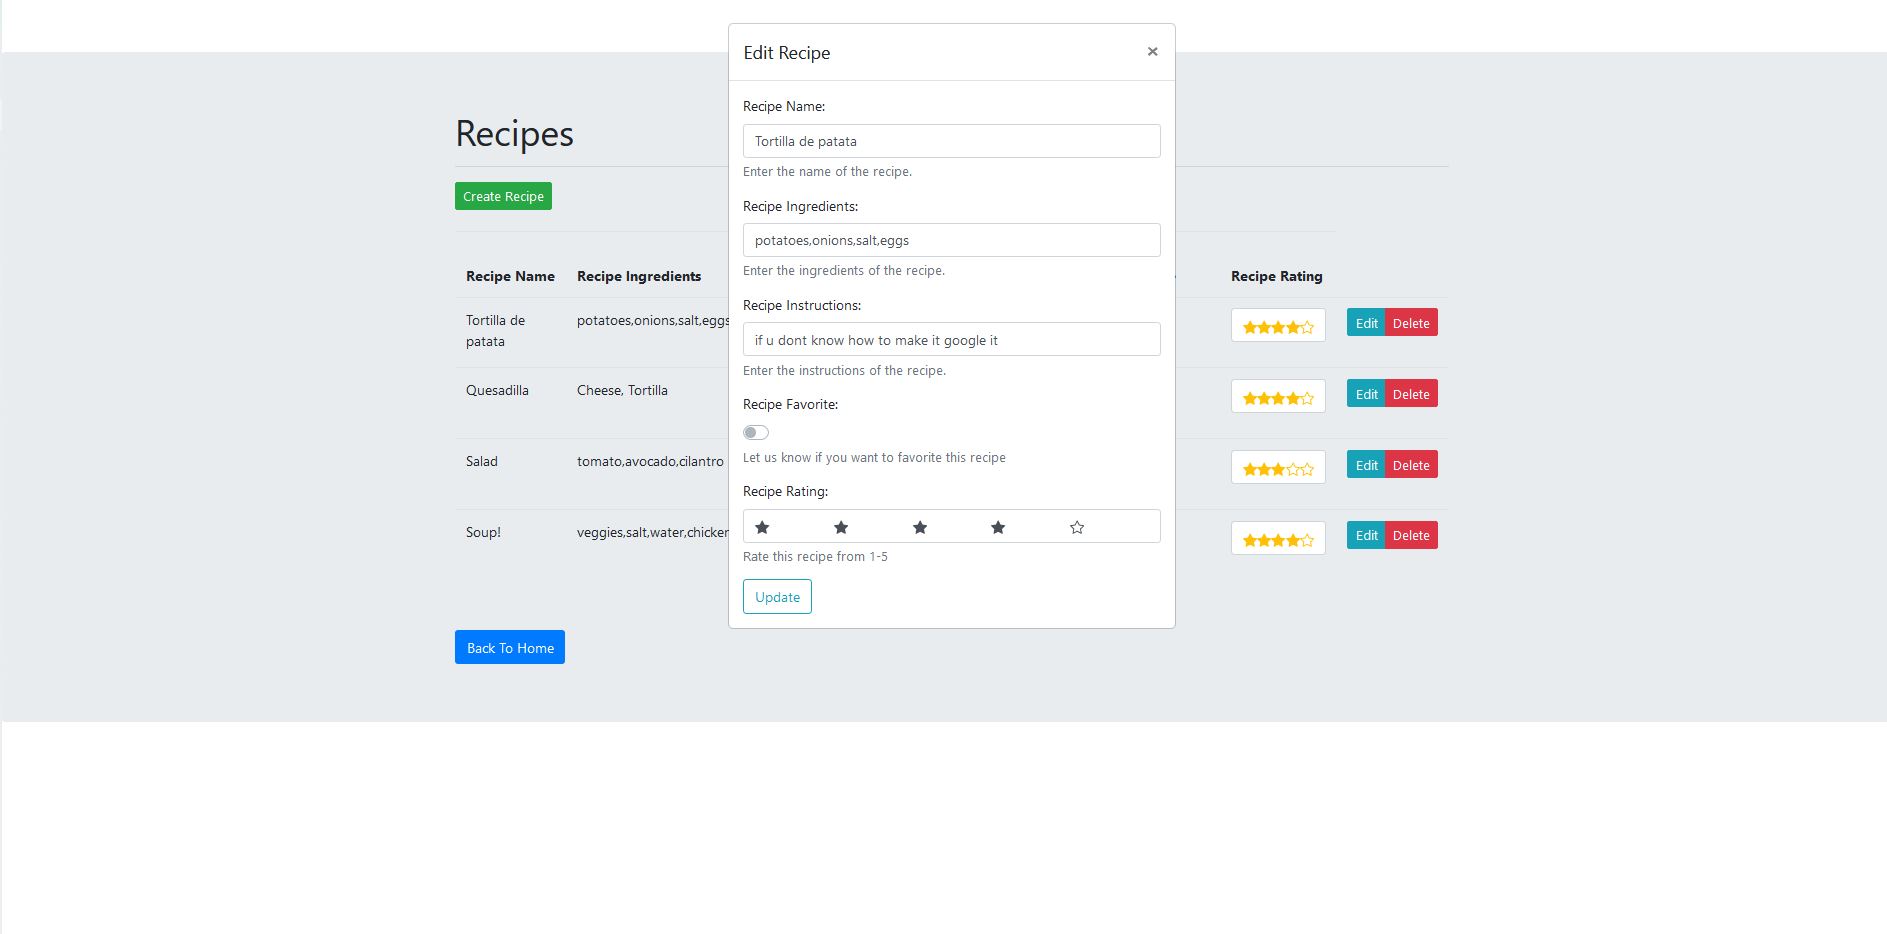 Edit Recipe ×
Recipe Name:
Tortilla de patata
Enter the name of the recipe.
Recipe Ingredients:
potatoes,onions,salt,eggs
Enter the ingredients of the recipe.
Recipe Instructions:
if u dont know how to make it google it
Enter the instructions of the recipe.
Recipe Favorite:
Let us know if you want to favorite this recipe
Recipe Rating:
Rate this recipe from 1-5
Update
Recipes
Create Recipe
Recipe Name Recipe Ingredients Recipe Rating
Tortilla de potatoes,onions,salt,eggs Edit Delete
patata
Quesadilla Cheese, Tortilla Edit Delete
Salad tomato,avocado,cilantro Edit Delete
Soup! veggies,salt,water,chicken Edit Delete
Back To Home